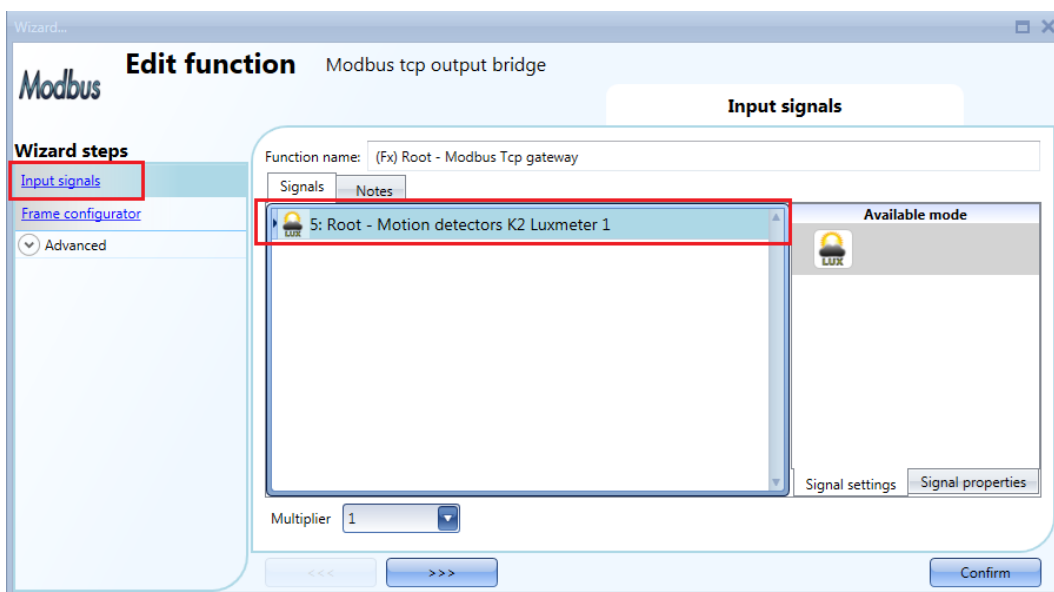 Wizard...
Modbus
Edit function
Modbus tcp output bridge
Input signals
Wizard steps
Input signals
Frame configurator
Advanced
Function name: (Fx) Root - Modbus Tcp gateway
Signals
Notes
5: Root - Motion detectors K2 Luxmeter 1
LUX
Available mode
LUX
Signal settings
Signal properties
Multiplier 1
<<<
>>>
Confirm